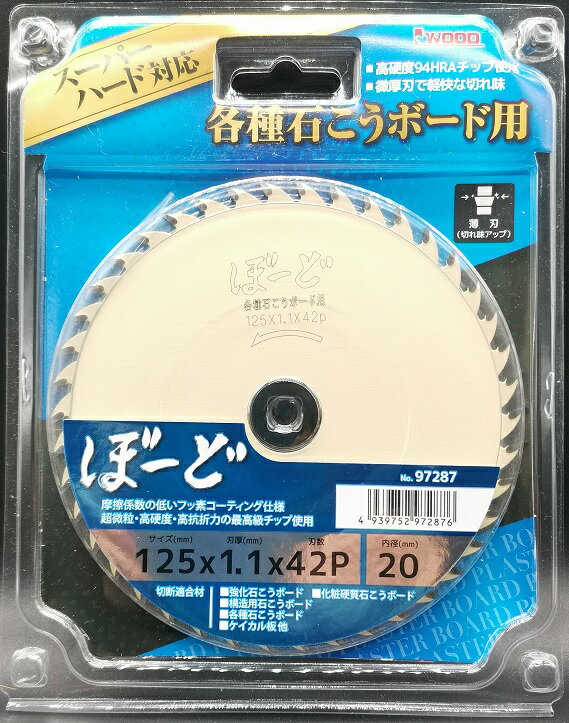 スーパー
ハード対応
IWOOD
■高硬度94HRAチップ使用
■微厚刃で軽快な切れ味
各種石こうボード用
薄刃
(切れ味アップ)
ぼーど
各種石こうボード用
125X1.1X42p
ぼーど
No.97287
摩擦係数の低いフッ素コーティング仕様
超微粒・高硬度・高抗折力の最高級チップ使用
4 939752 972876
サイズ(mm) 刃厚(mm) 刃数 内径(mm)
125x1.1x42P 20
切断適合材
■強化石こうボード ■化粧硬質石こうボード
■構造用石こうボード
■各種石こうボード
■ケイカル板 他
PLASTER BOARD